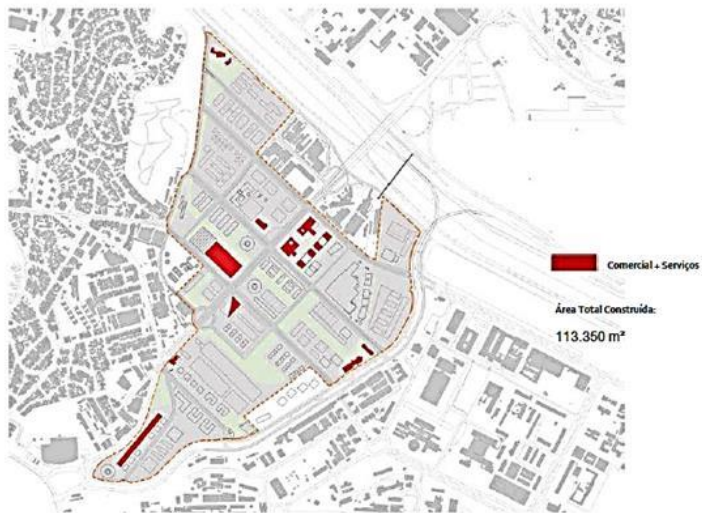 Comercial + Serviços
Área Total Construída:
113.350 m²